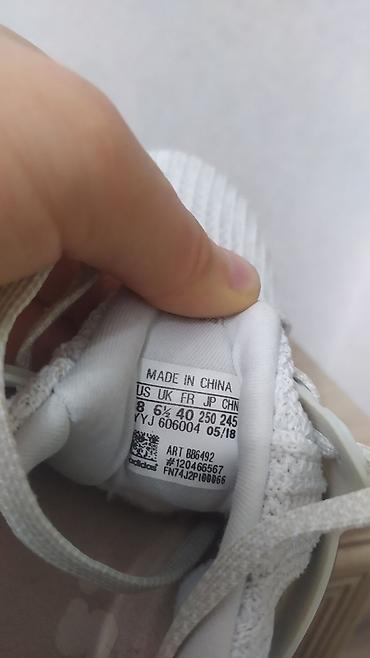 MADE IN CHINA
US UK FR JP CHN
8 6½ 40 250 245
YYJ 606004 05/18
ART BB6492
#120466567
adidas FN74J2P100066